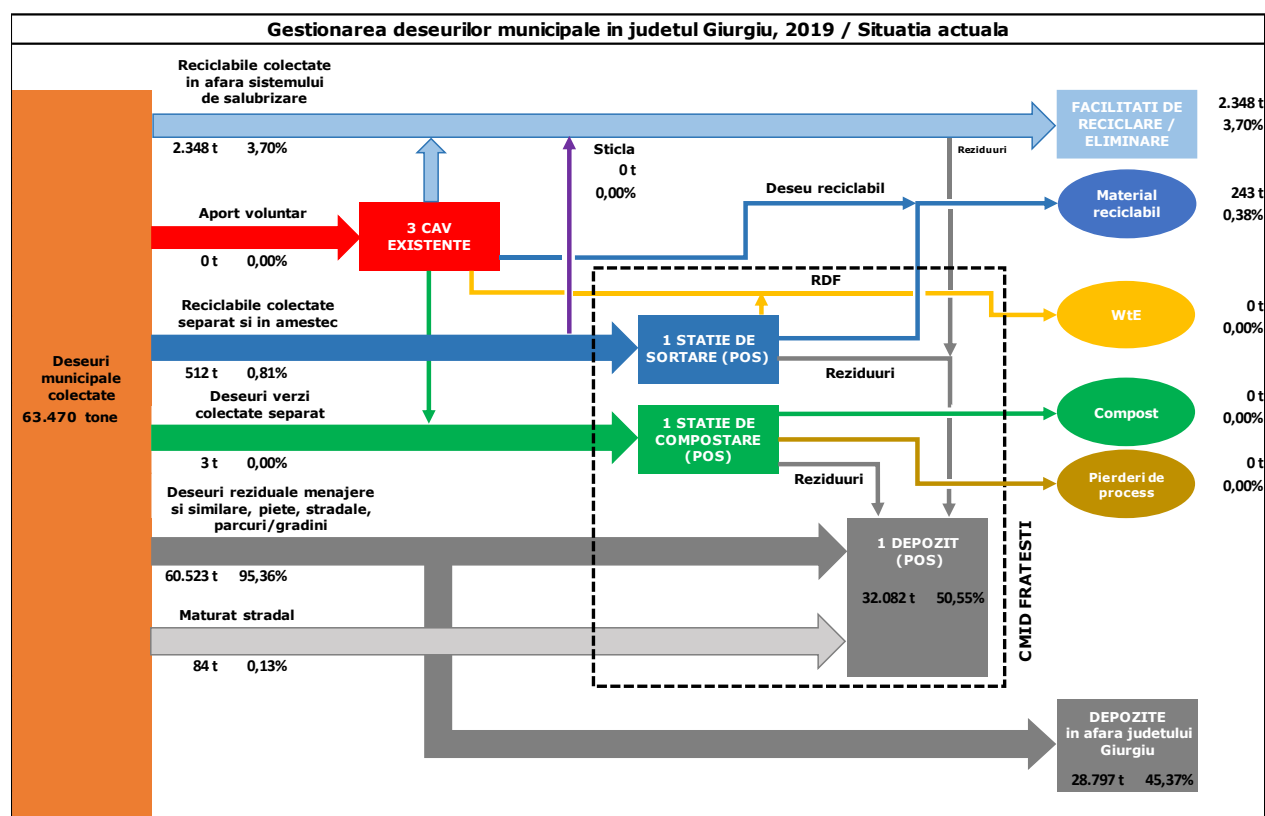 Gestionarea deseurilor municipale in judetul Giurgiu, 2019 / Situatia actuala
Reciclabile colectate
in afara sistemului
de salubrizare
2.348 t 3,70%
FACILITATI DE
RECICLARE /
ELIMINARE
2.348 t
3,70%
Reziduuri
Sticla
0 t
0,00%
Deseu reciclabil
Material
reciclabil
243 t
0,38%
Aport voluntar
0 t 0,00%
3 CAV
EXISTENTE
RDF
WtE
0 t
0,00%
Reciclabile colectate
separat si in amestec
512 t 0,81%
1 STATIE DE
SORTARE (POS)
Reziduuri
Deseuri
municipale
colectate
63.470 tone
Deseuri verzi
colectate separat
3 t 0,00%
1 STATIE DE
COMPOSTARE
(POS)
Reziduuri
Compost
0 t
0,00%
Pierderi de
process
0 t
0,00%
Deseuri reziduale menajere
si similare, piete, stradale,
parcuri/gradini
60.523 t 95,36%
1 DEPOZIT
(POS)
32.082 t 50,55%
CMID FRATESTI
Maturat stradal
84 t 0,13%
DEPOZITE
in afara judetului
Giurgiu
28.797 t 45,37%